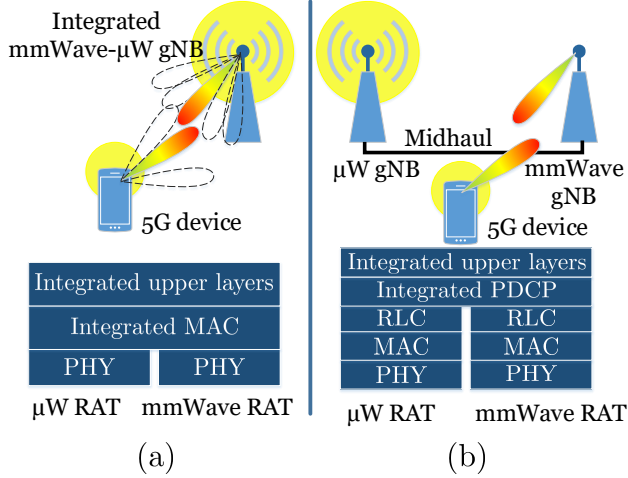 Integrated
mmWave-µW gNB
5G device
Integrated upper layers
Integrated MAC
PHY PHY
µW RAT mmWave RAT
(a)
Midhaul
µW gNB
mmWave
gNB
5G device
Integrated upper layers
Integrated PDCP
RLC RLC
MAC MAC
PHY PHY
µW RAT mmWave RAT
(b)